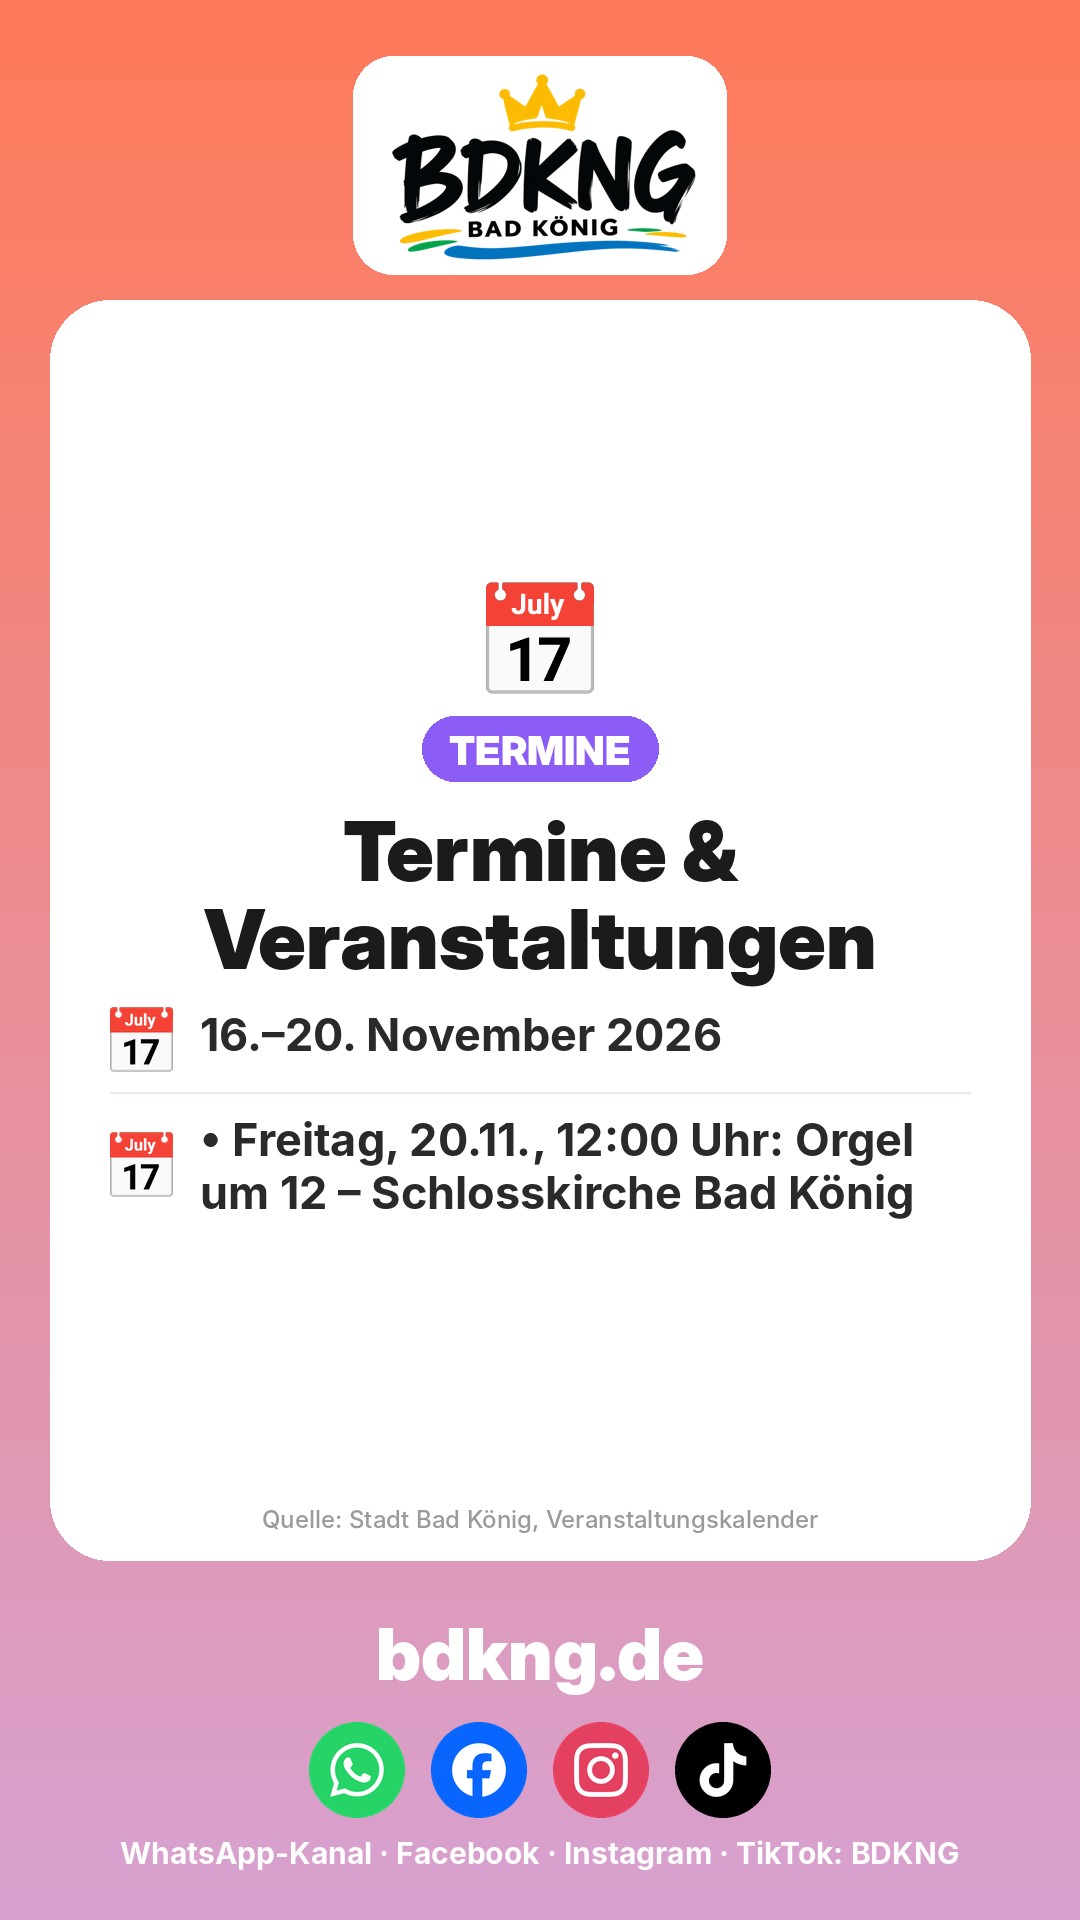 BDKNG
BAD KÖNIG
July
17
TERMINE
Termine &
Veranstaltungen
July
17
16.–20. November 2026
July
17
• Freitag, 20.11., 12:00 Uhr: Orgel
um 12 – Schlosskirche Bad König
Quelle: Stadt Bad König, Veranstaltungskalender
bdkng.de
WhatsApp-Kanal · Facebook · Instagram · TikTok: BDKNG